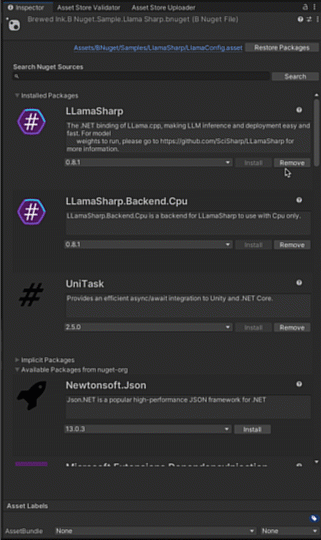 Inspector
Asset Store Validator
Asset Store Uploader
Brewed Ink.B Nuget.Sample.Llama Sharp.bnuget (B Nuget File)
Assets/BNuget/Samples/LlamaSharp/LlamaConfig.asset
Restore Packages
Search Nuget Sources
Search
Installed Packages
LLamaSharp
The .NET binding of LLama.cpp, making LLM inference and deployment easy and
fast. For model
weights to run, please go to https://github.com/SciSharp/LLamaSharp for
more information.
0.8.1
Install
Remove
LLamaSharp.Backend.Cpu
LLamaSharp.Backend.Cpu is a backend for LLamaSharp to use with Cpu only.
0.8.1
Install
Remove
UniTask
Provides an efficient async/await integration to Unity and .NET Core.
2.5.0
Install
Remove
Implicit Packages
Available Packages from nuget-org
Newtonsoft.Json
Json.NET is a popular high-performance JSON framework for .NET
13.0.3
Install
Microsoft.Extensions.DependencyInjection
Asset Labels
AssetBundle
None
None